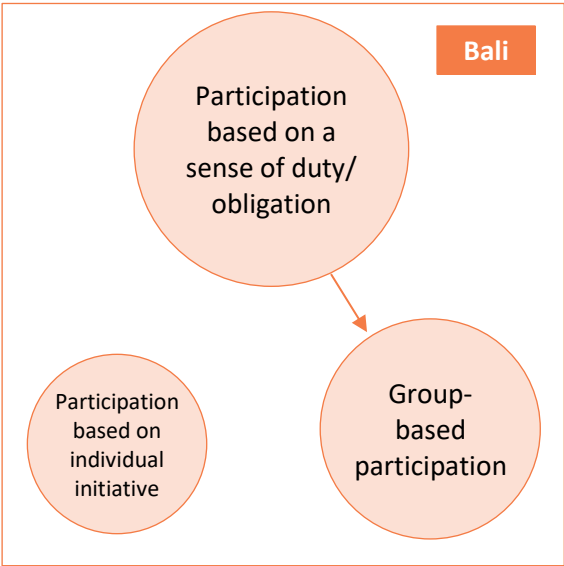 Bali
Participation
based on a
sense of duty/
obligation
Participation
based on
individual
initiative
Group-
based
participation